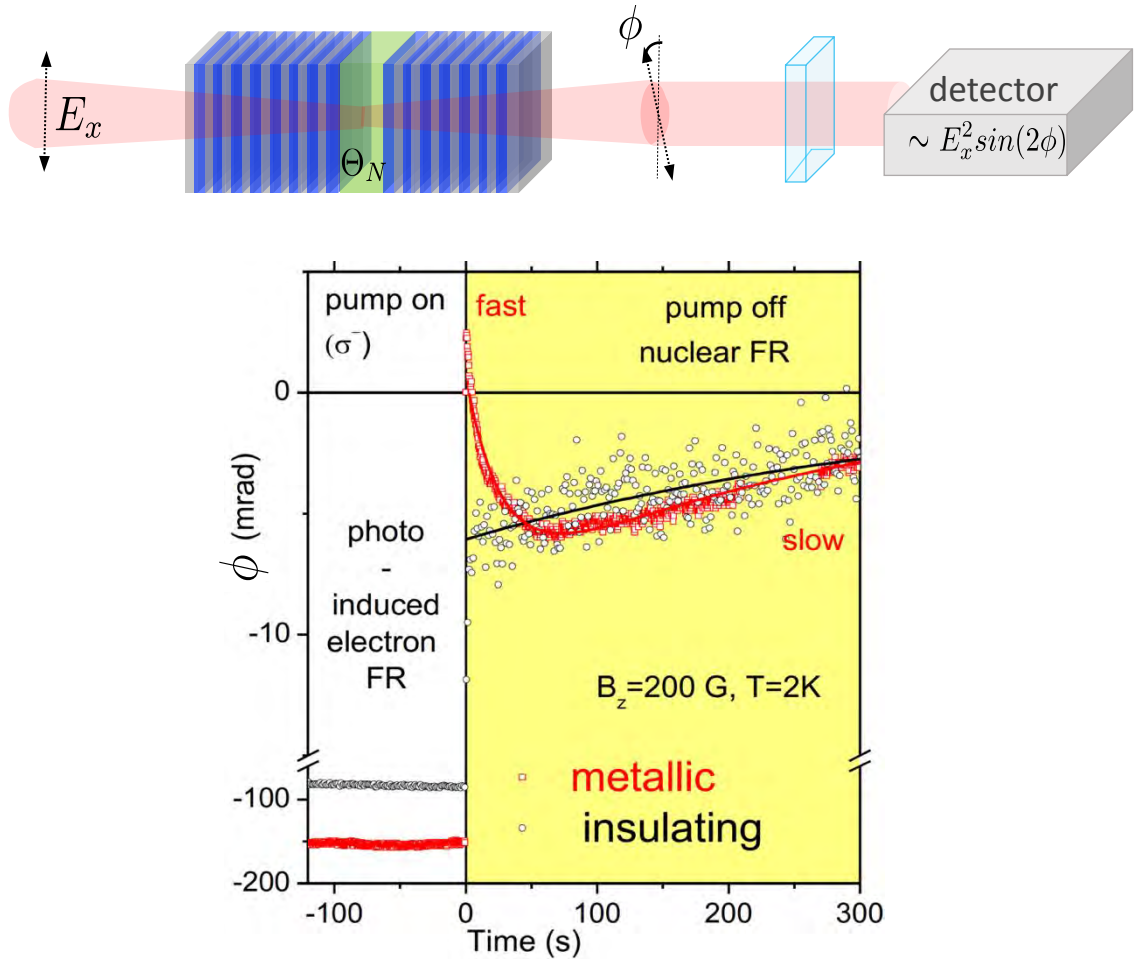 E_x
Θ_N
ϕ
detector
~ E_x^2 sin(2ϕ)
pump on
(σ⁻)
fast
pump off
nuclear FR
0
ϕ (mrad)
photo
-
induced
electron
FR
slow
-10
B_z=200 G, T=2K
metallic
insulating
-100
-200
-100
0
100
200
300
Time (s)